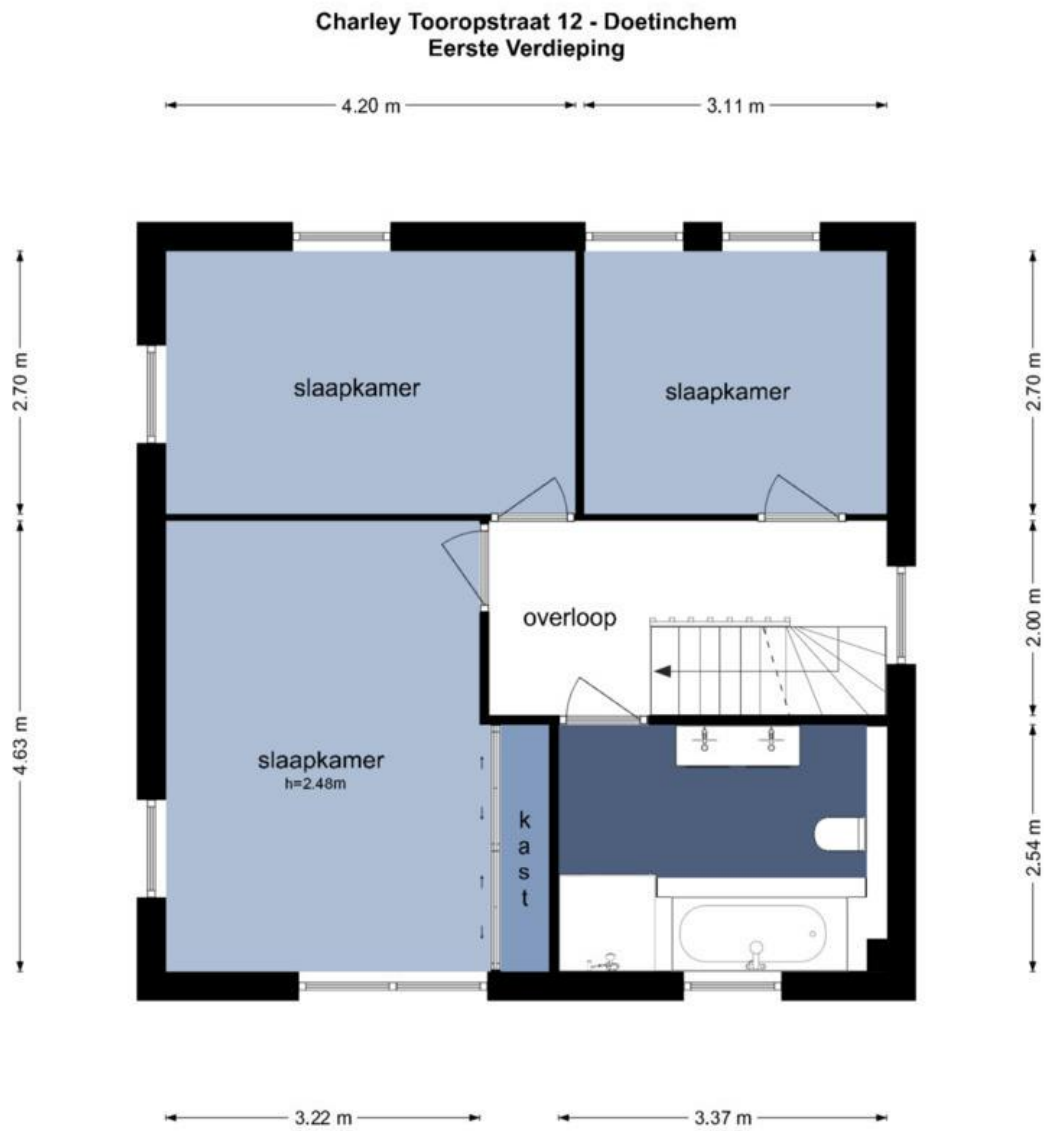 Charley Tooropstraat 12 - Doetinchem
Eerste Verdieping
4.20 m
3.11 m
2.70 m
2.70 m
slaapkamer
slaapkamer
overloop
2.00 m
4.63 m
slaapkamer
h=2.48m
kast
2.54 m
3.22 m
3.37 m